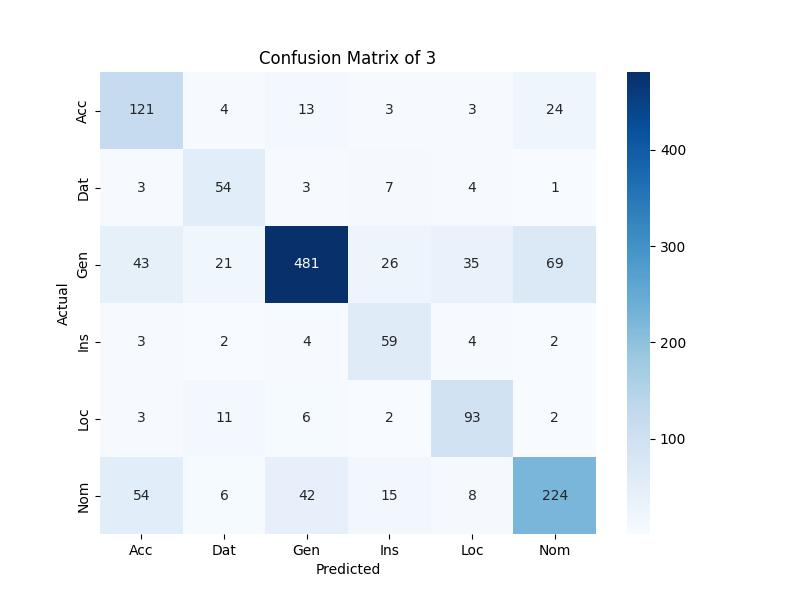 Confusion Matrix of 3
Acc 121 4 13 3 3 24
Dat 3 54 3 7 4 1
Gen 43 21 481 26 35 69
Ins 3 2 4 59 4 2
Loc 3 11 6 2 93 2
Nom 54 6 42 15 8 224
Acc Dat Gen Ins Loc Nom
Predicted
Actual
400
300
200
100